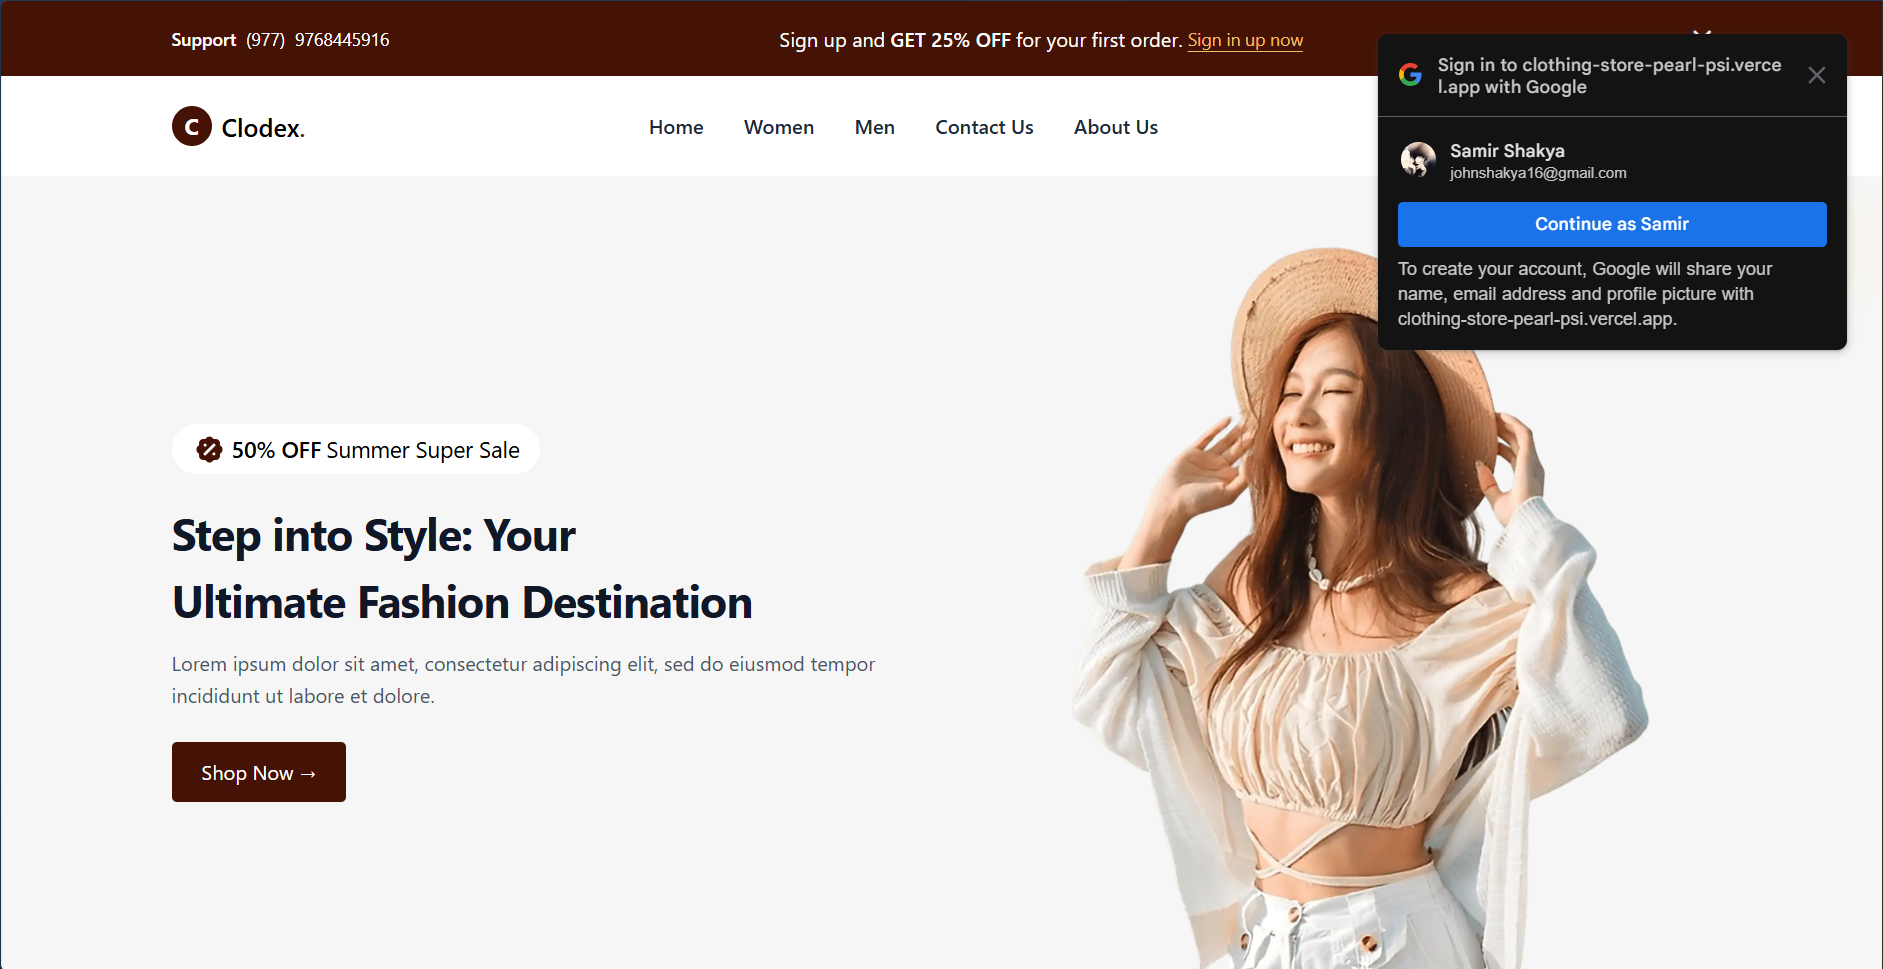 Support (977) 9768445916
Sign up and GET 25% OFF for your first order. Sign in up now
C Clodex.
Home Women Men Contact Us About Us
Sign in to clothing-store-pearl-psi.verce
l.app with Google
Samir Shakya
johnshakya16@gmail.com
Continue as Samir
To create your account, Google will share your
name, email address and profile picture with
clothing-store-pearl-psi.vercel.app.
50% OFF Summer Super Sale
Step into Style: Your
Ultimate Fashion Destination
Lorem ipsum dolor sit amet, consectetur adipiscing elit, sed do eiusmod tempor
incididunt ut labore et dolore.
Shop Now →